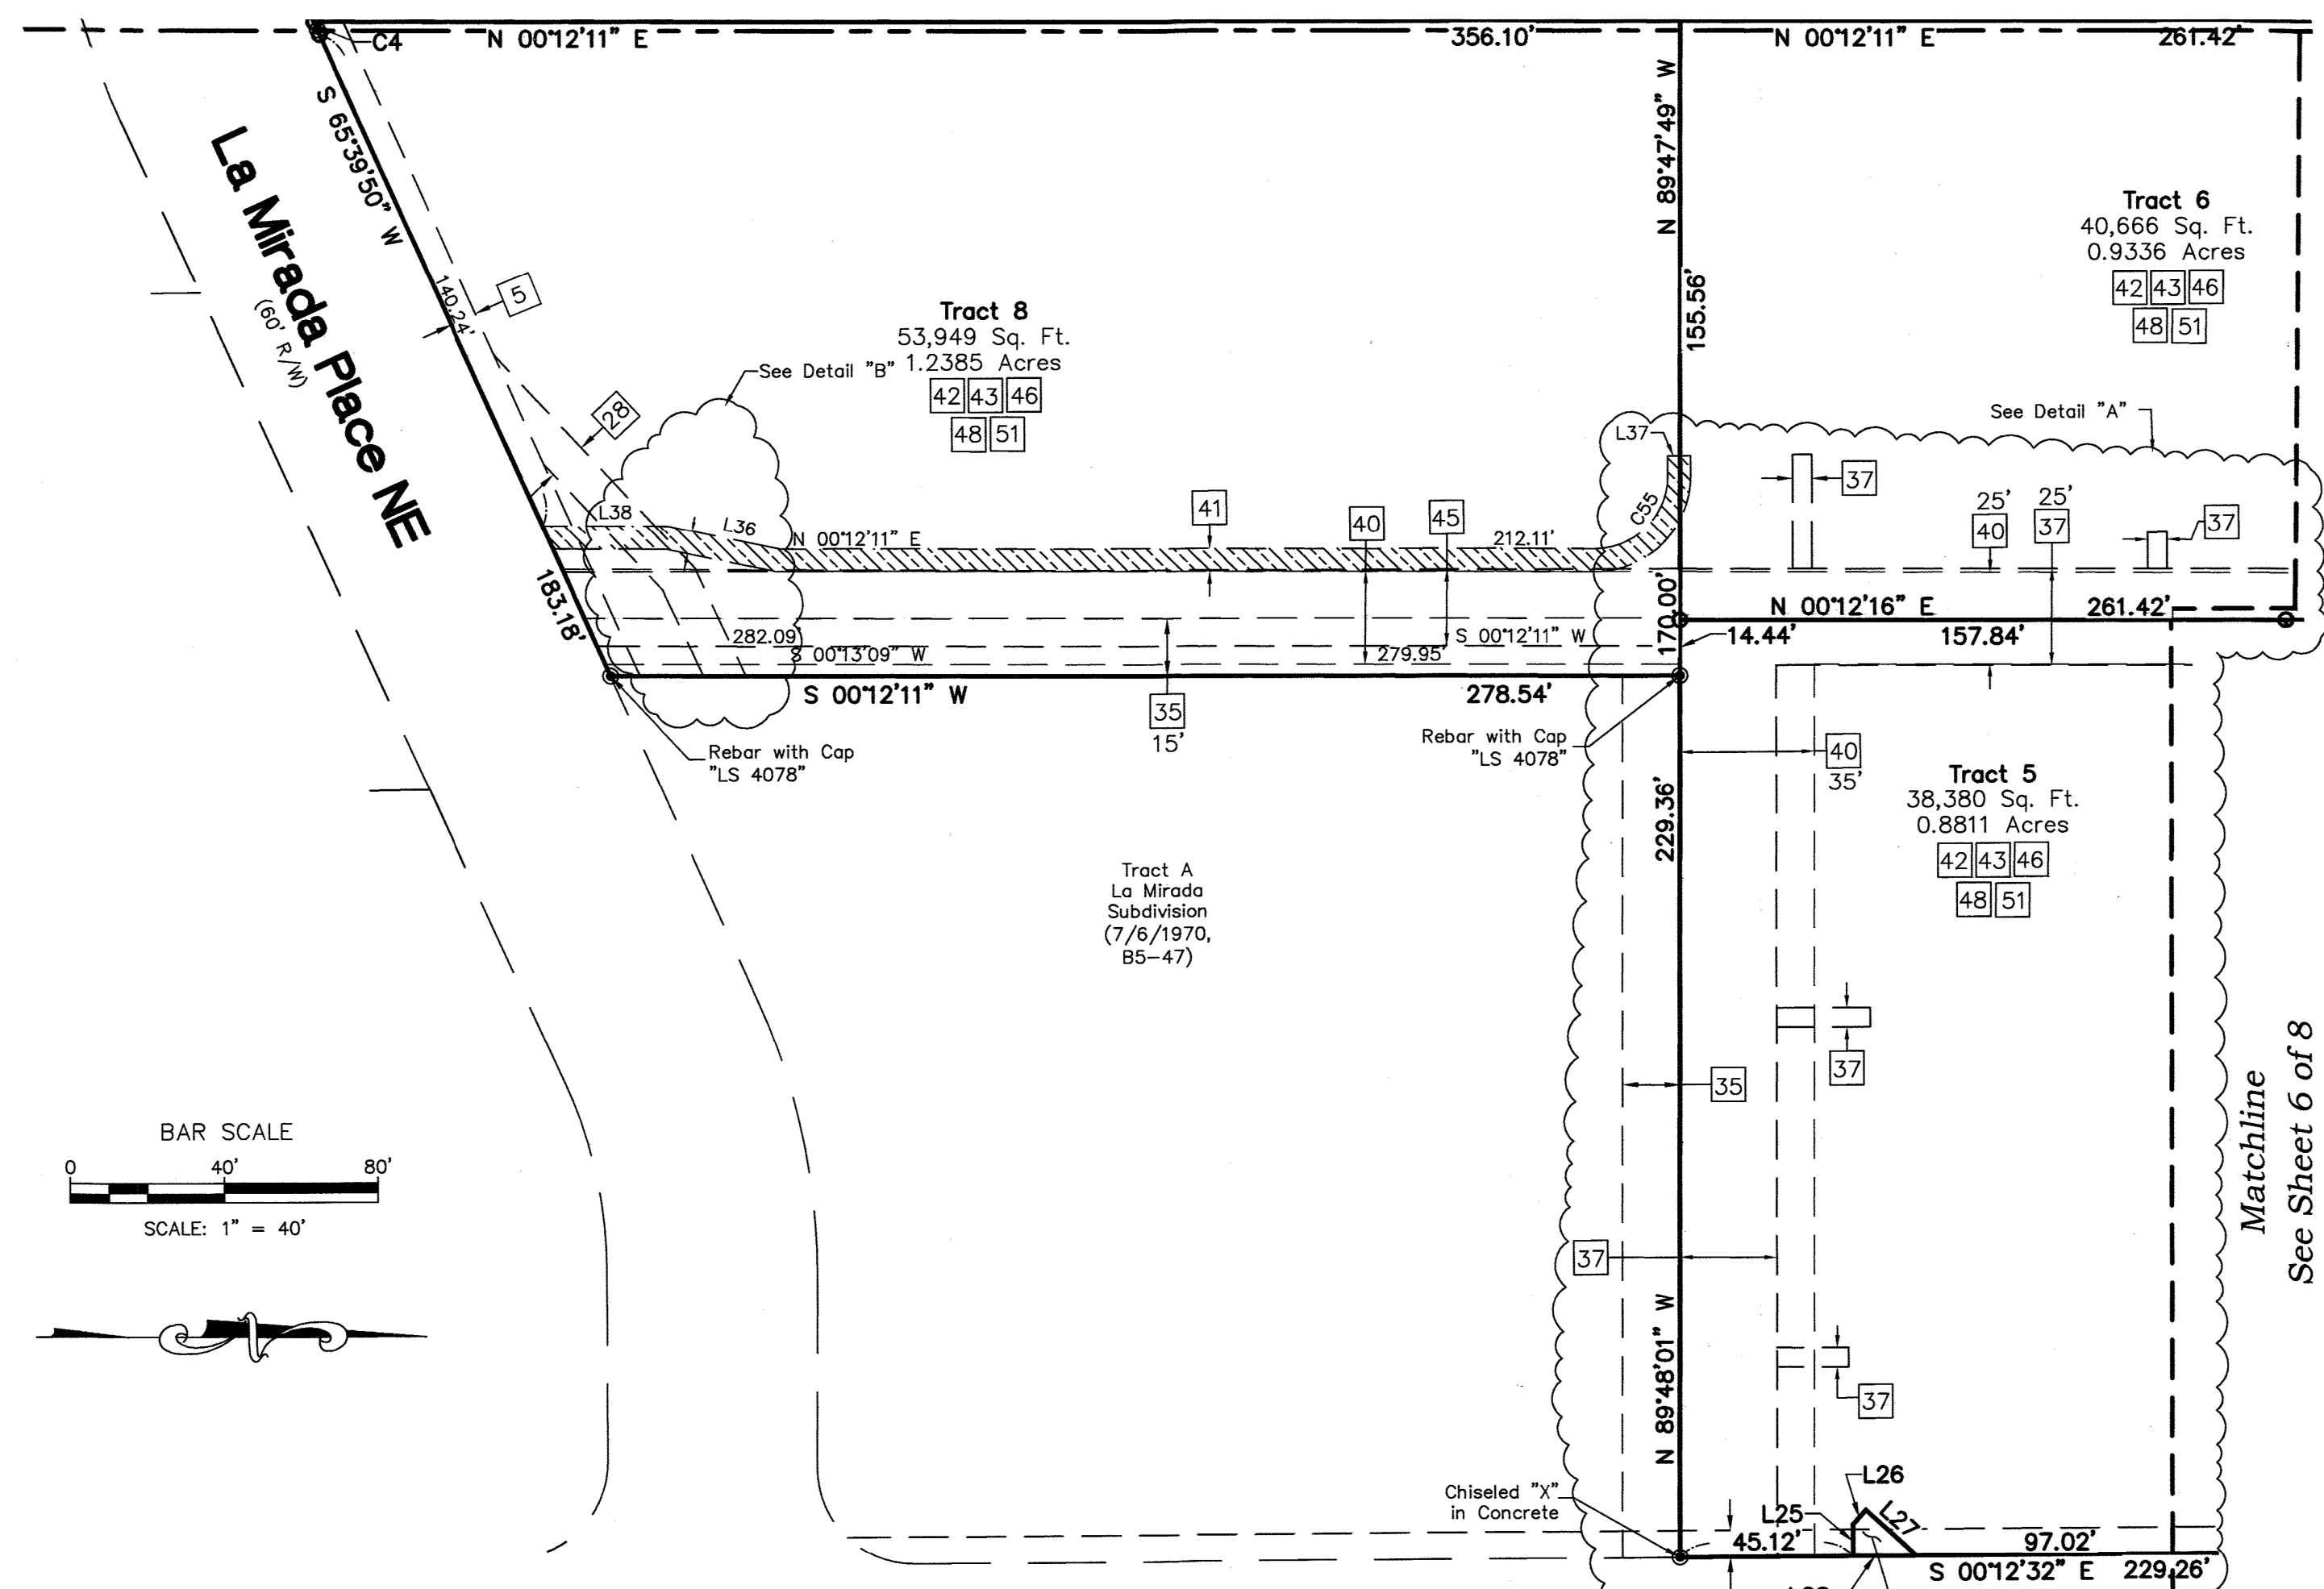 C4
N 00°12'11" E
356.10'
N 00°12'11" E
261.42'
S 65°39'50" W
140.24'
5
La Mirada Place NE
(60' R/W)
28
183.18'
See Detail "B"
Tract 8
53,949 Sq. Ft.
1.2385 Acres
42 43 46
48 51
N 89°47'49" W
155.56'
Tract 6
40,666 Sq. Ft.
0.9336 Acres
42 43 46
48 51
See Detail "A"
L37
C55
37
25'
40
25'
37
37
L38
L36
N 00°12'11" E
41
40
45
212.11'
170.00'
N 00°12'16" E
261.42'
14.44'
157.84'
282.09'
S 00°13'09" W
S 00°12'11" W
279.95'
S 00°12'11" W
278.54'
35
15'
Rebar with Cap
"LS 4078"
Rebar with Cap
"LS 4078"
229.36'
40
35'
Tract 5
38,380 Sq. Ft.
0.8811 Acres
42 43 46
48 51
Tract A
La Mirada
Subdivision
(7/6/1970,
B5-47)
37
35
37
N 89°48'01" W
37
Matchline
See Sheet 6 of 8
BAR SCALE
0 40' 80'
SCALE: 1" = 40'
N
Chiseled "X"
in Concrete
L26
L25
L27
45.12'
97.02'
S 00°12'32" E
229.26'